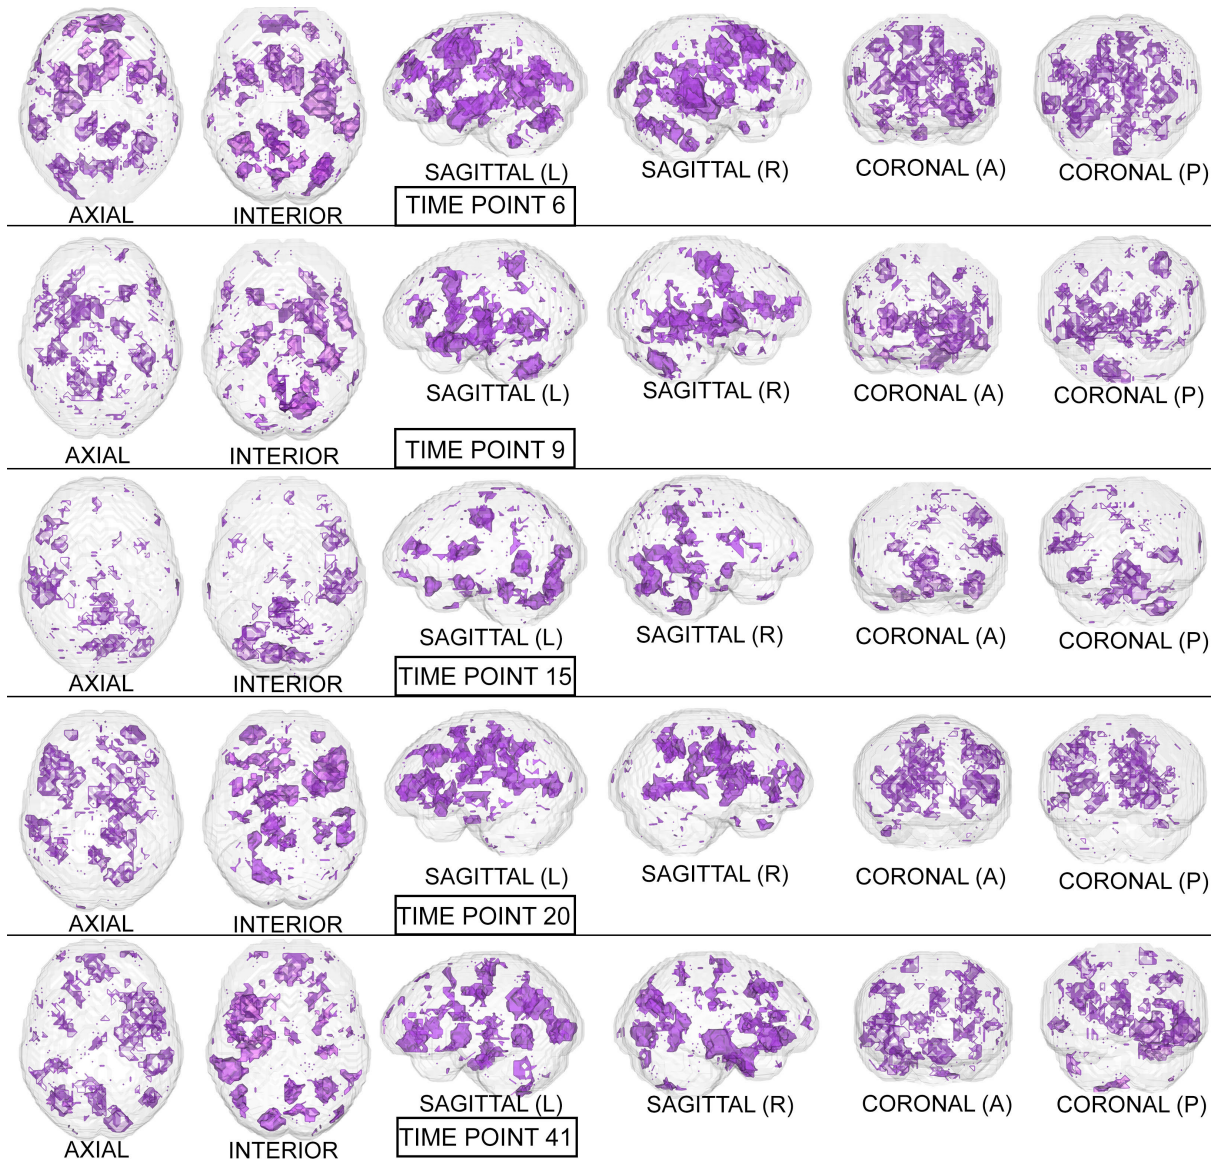 SAGITTAL (L) SAGITTAL (R) CORONAL (A) CORONAL (P)
AXIAL INTERIOR TIME POINT 6
SAGITTAL (L) SAGITTAL (R) CORONAL (A) CORONAL (P)
AXIAL INTERIOR TIME POINT 9
SAGITTAL (L) SAGITTAL (R) CORONAL (A) CORONAL (P)
AXIAL INTERIOR TIME POINT 15
SAGITTAL (L) SAGITTAL (R) CORONAL (A) CORONAL (P)
AXIAL INTERIOR TIME POINT 20
SAGITTAL (L) SAGITTAL (R) CORONAL (A) CORONAL (P)
AXIAL INTERIOR TIME POINT 41